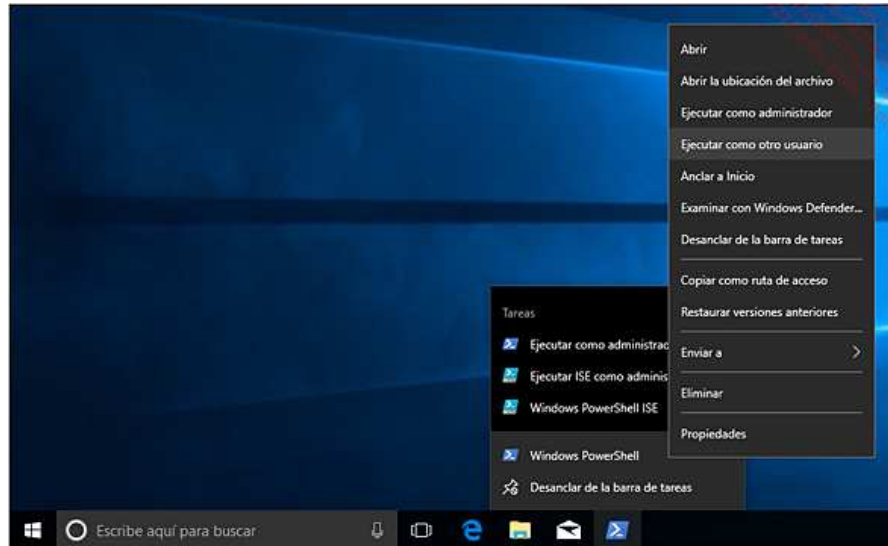 Abrir
Abrir la ubicación del archivo
Ejecutar como administrador
Ejecutar como otro usuario
Anclar a Inicio
Examinar con Windows Defender...
Desanclar de la barra de tareas
Copiar como ruta de acceso
Restaurar versiones anteriores
Enviar a
Eliminar
Propiedades
Tareas
Ejecutar como administrac
Ejecutar ISE como adminis
Windows PowerShell ISE
Windows PowerShell
Desanclar de la barra de tareas
Escribe aquí para buscar